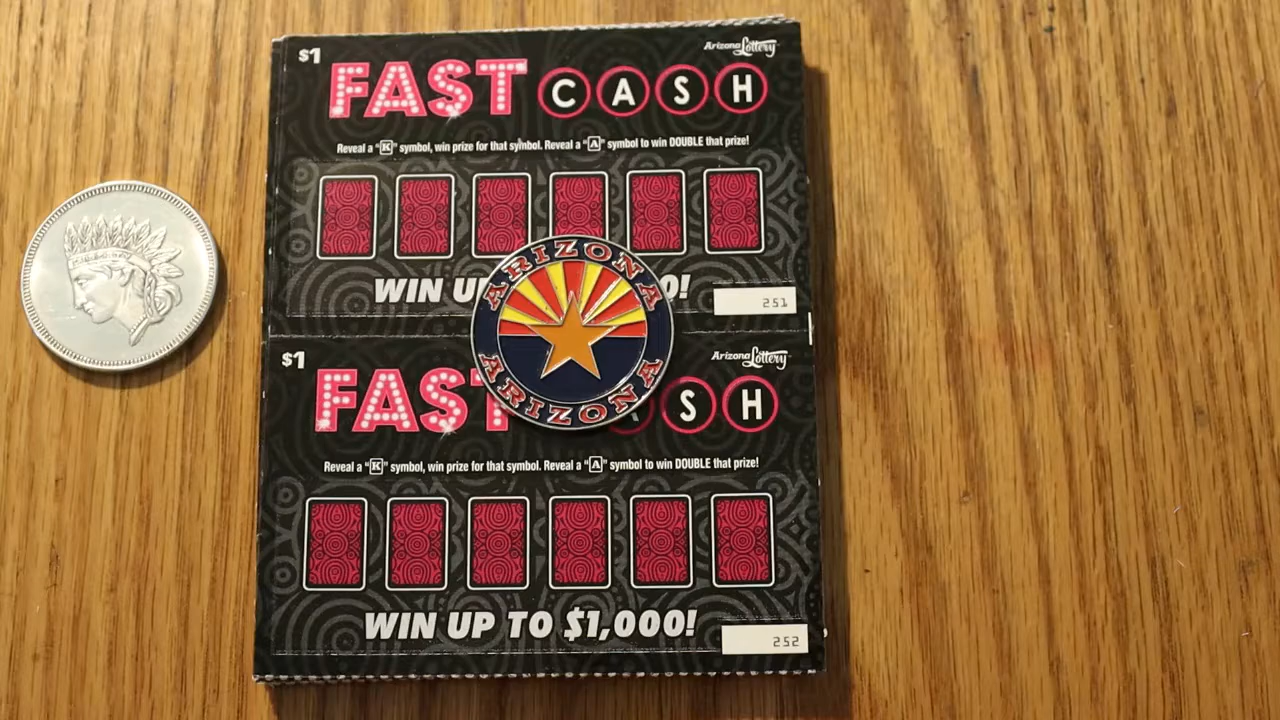 $1
Arizona Lottery
FAST CASH
Reveal a "K" symbol, win prize for that symbol. Reveal a "A" symbol to win DOUBLE that prize!
ARIZONA
WIN 0!
251
ARIZONA
$1
Arizona Lottery
FAST SH
Reveal a "K" symbol, win prize for that symbol. Reveal a "A" symbol to win DOUBLE that prize!
WIN UP TO $1,000!
252